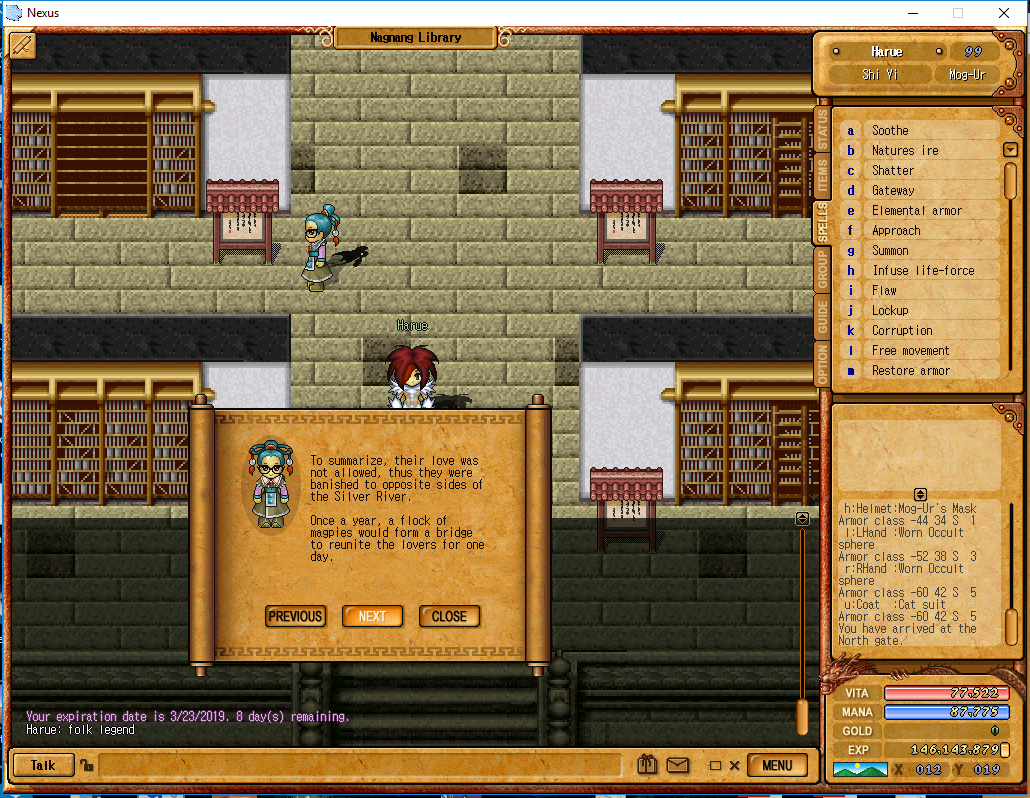 Nexus
Nagnang Library
Harue 99
Shi Yi Mog-Ur
STATUS
ITEMS
SPELLS
GROUP
GUIDE
OPTION
a Soothe
b Natures ire
c Shatter
d Gateway
e Elemental armor
f Approach
g Summon
h Infuse life-force
i Flaw
j Lockup
k Corruption
l Free movement
m Restore armor
Harue
To summarize, their love was
not allowed, thus they were
banished to opposite sides of
the Silver River.
Once a year, a flock of
magpies would form a bridge
to reunite the lovers for one
day.
PREVIOUS NEXT CLOSE
h:Helmet:Mog-Ur's Mask
Armor class -44 34 S 1
l:LHand :Worn Occult
sphere
Armor class -52 38 S 3
r:RHand :Worn Occult
sphere
Armor class -60 42 S 5
u:Coat :Cat suit
Armor class -60 42 S 5
You have arrived at the
North gate.
Your expiration date is 3/23/2019. 8 day(s) remaining.
Harue: folk legend
VITA 77,522
MANA 87,775
GOLD 0
EXP 146,143,879
X 012 Y 019
Talk
MENU